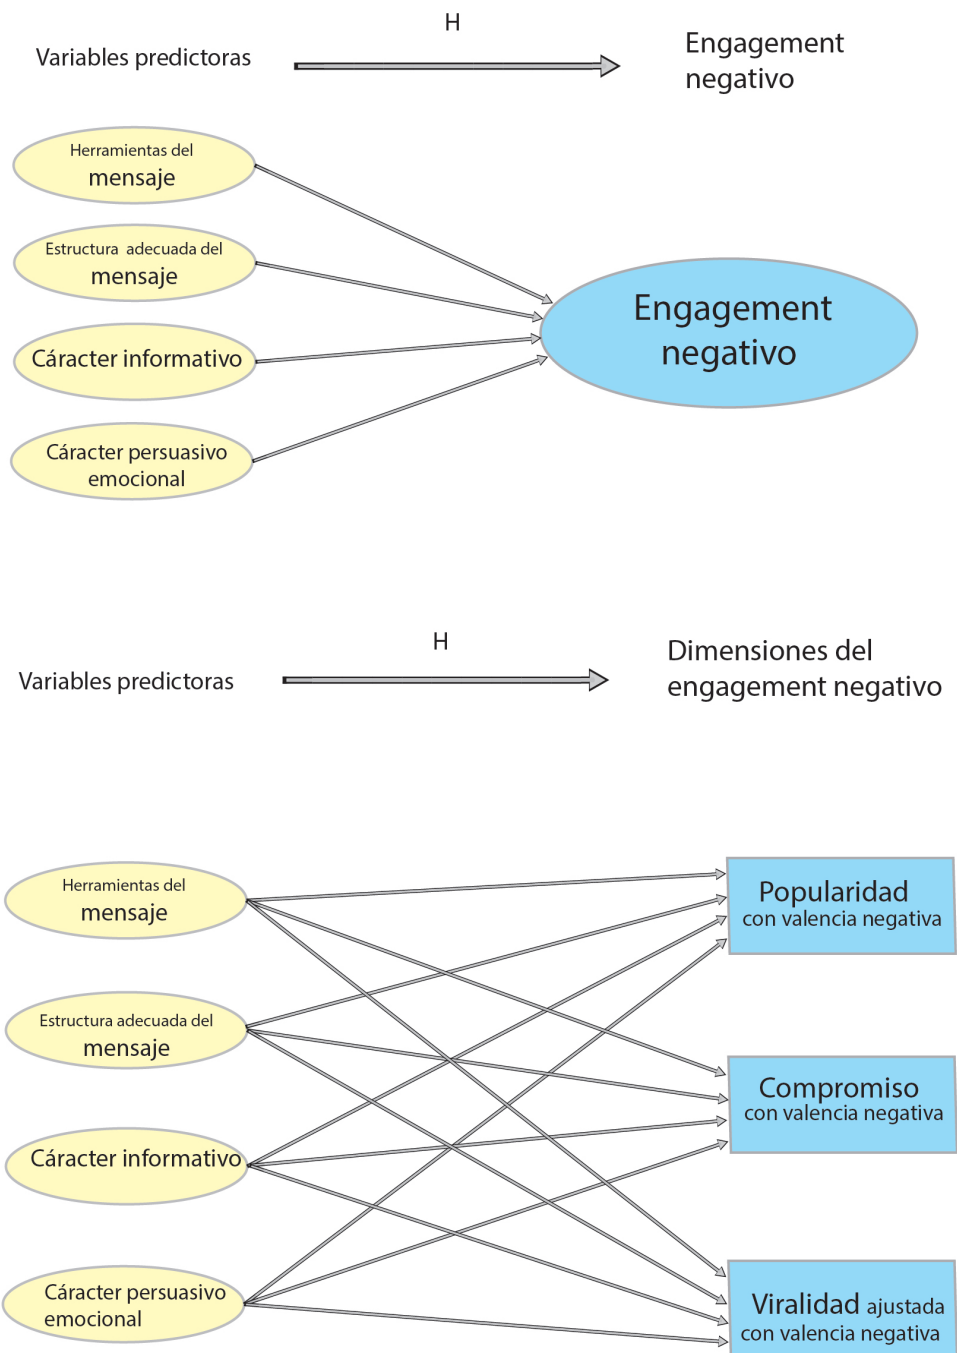 H
Variables predictoras
Engagement
negativo
Herramientas del
mensaje
Estructura adecuada del
mensaje
Cáracter informativo
Cáracter persuasivo
emocional
Engagement
negativo
H
Variables predictoras
Dimensiones del
engagement negativo
Herramientas del
mensaje
Estructura adecuada del
mensaje
Cáracter informativo
Cáracter persuasivo
emocional
Popularidad
con valencia negativa
Compromiso
con valencia negativa
Viralidad ajustada
con valencia negativa